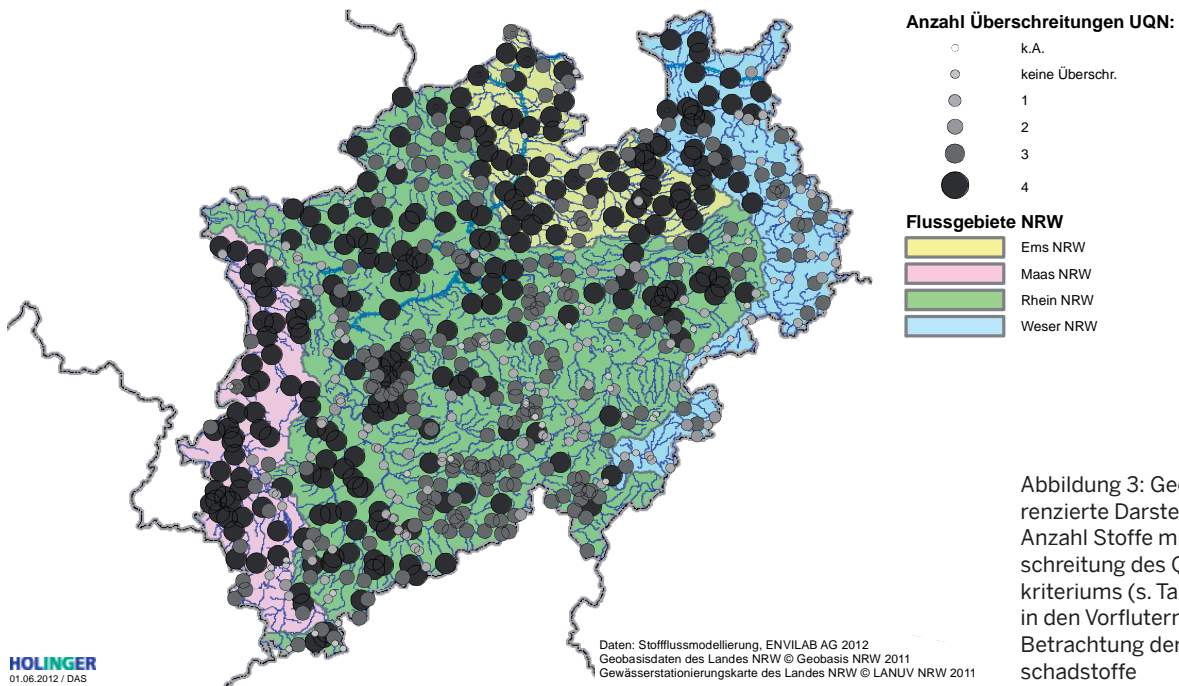 Anzahl Überschreitungen UQN:
k.A.
keine Überschr.
1
2
3
4
Flussgebiete NRW
Ems NRW
Maas NRW
Rhein NRW
Weser NRW
Abbildung 3: Geo
renzierte Darste
Anzahl Stoffe m
schreitung des Q
kriteriums (s. Ta
in den Vorflutern
Betrachtung der
schadstoffe
Daten: Stoffflussmodellierung, ENVILAB AG 2012
Geobasisdaten des Landes NRW © Geobasis NRW 2011
Gewässerstationierungskarte des Landes NRW © LANUV NRW 2011
HOLINGER
01.06.2012 / DAS